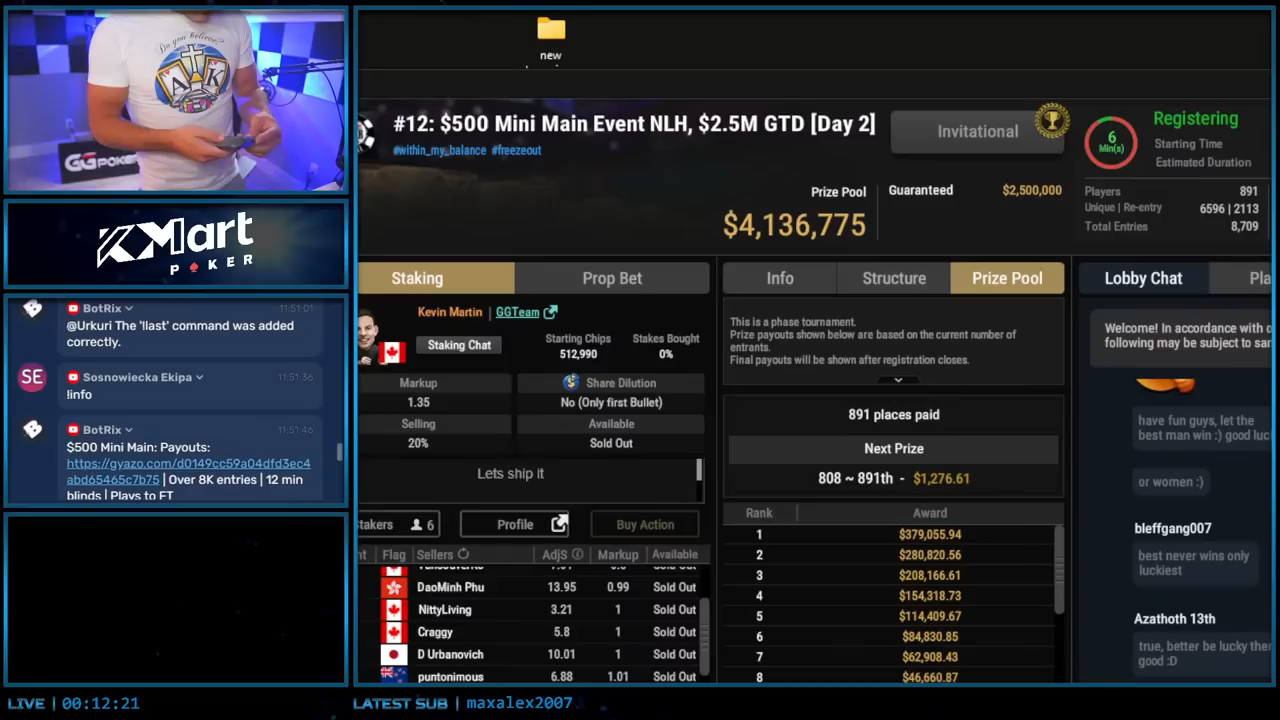 Do you believe?
A K
GGPOKER
KMart
POKER
BotRix 11:51:01
@Urkuri The 'llast' command was added
correctly.
SE
Sosnowiecka Ekipa 11:51:36
!info
BotRix 11:51:46
$500 Mini Main: Payouts:
https://gyazo.com/d0149cc59a04dfd3ec4
abd65465c7b75 | Over 8K entries | 12 min
blinds | Plays to FT
LIVE | 00:12:21
LATEST SUB | maxalex2007
new
#12: $500 Mini Main Event NLH, $2.5M GTD [Day 2]
#within_my_balance #freezeout
Invitational
Prize Pool
$4,136,775
Guaranteed $2,500,000
6
Min(s)
Registering
Starting Time
Estimated Duration
Players 891
Unique | Re-entry 6596 | 2113
Total Entries 8,709
Staking
Prop Bet
Kevin Martin | GGTeam
Staking Chat
Starting Chips
512,990
Stakes Bought
0%
Markup
1.35
Share Dilution
No (Only first Bullet)
Selling
20%
Available
Sold Out
Lets ship it
takers 6
Profile
Buy Action
nt Flag Sellers AdjS Markup Available
DaoMinh Phu 13.95 0.99 Sold Out
NittyLiving 3.21 1 Sold Out
Craggy 5.8 1 Sold Out
D Urbanovich 10.01 1 Sold Out
puntonimous 6.88 1.01 Sold Out
Info
Structure
Prize Pool
This is a phase tournament.
Prize payouts shown below are based on the current number of
entrants.
Final payouts will be shown after registration closes.
891 places paid
Next Prize
808 ~ 891th - $1,276.61
Rank Award
1 $379,055.94
2 $280,820.56
3 $208,166.61
4 $154,318.73
5 $114,409.67
6 $84,830.85
7 $62,908.43
8 $46,660.87
Lobby Chat
Pla
Welcome! In accordance with o
following may be subject to sar
have fun guys, let the
best man win :) good luc
or women :)
bleffgang007
best never wins only
luckiest
Azathoth 13th
true, better be lucky the
good :D